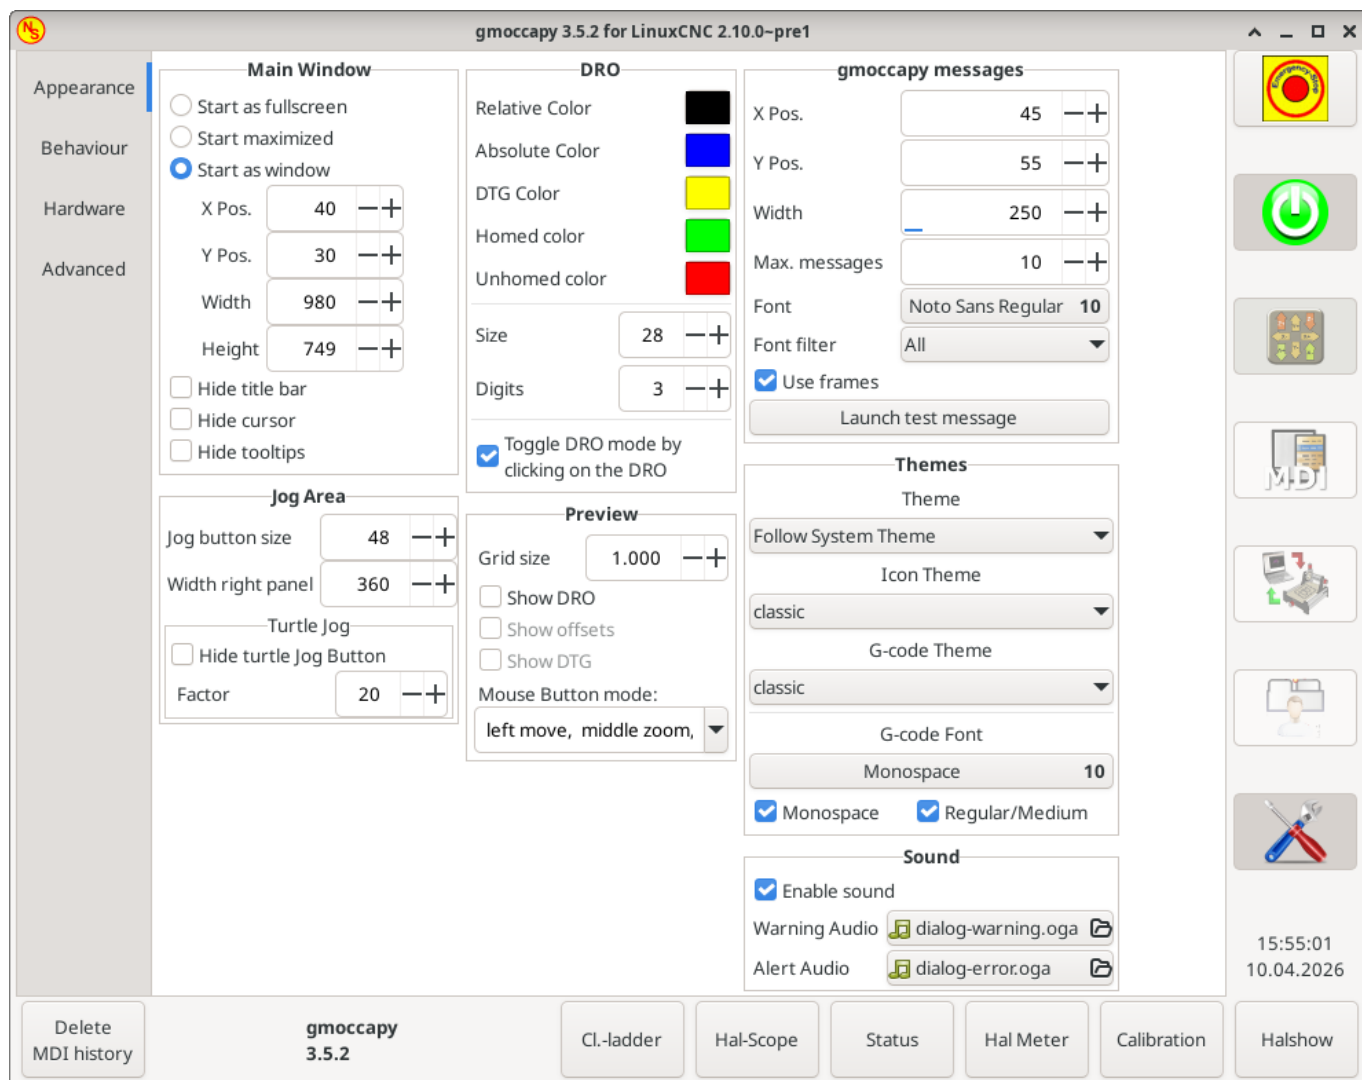 gmoccapy 3.5.2 for LinuxCNC 2.10.0~pre1
Appearance
Behaviour
Hardware
Advanced
Main Window
Start as fullscreen
Start maximized
Start as window
X Pos. 40
Y Pos. 30
Width 980
Height 749
Hide title bar
Hide cursor
Hide tooltips
Jog Area
Jog button size 48
Width right panel 360
Turtle Jog
Hide turtle Jog Button
Factor 20
DRO
Relative Color
Absolute Color
DTG Color
Homed color
Unhomed color
Size 28
Digits 3
Toggle DRO mode by
clicking on the DRO
Preview
Grid size 1.000
Show DRO
Show offsets
Show DTG
Mouse Button mode:
left move, middle zoom,
gmoccapy messages
X Pos. 45
Y Pos. 55
Width 250
Max. messages 10
Font Noto Sans Regular 10
Font filter All
Use frames
Launch test message
Themes
Theme
Follow System Theme
Icon Theme
classic
G-code Theme
classic
G-code Font
Monospace 10
Monospace Regular/Medium
Sound
Enable sound
Warning Audio dialog-warning.oga
Alert Audio dialog-error.oga
Emergency-Stop
MDI
15:55:01
10.04.2026
Delete
MDI history
gmoccapy
3.5.2
Cl.-ladder
Hal-Scope
Status
Hal Meter
Calibration
Halshow